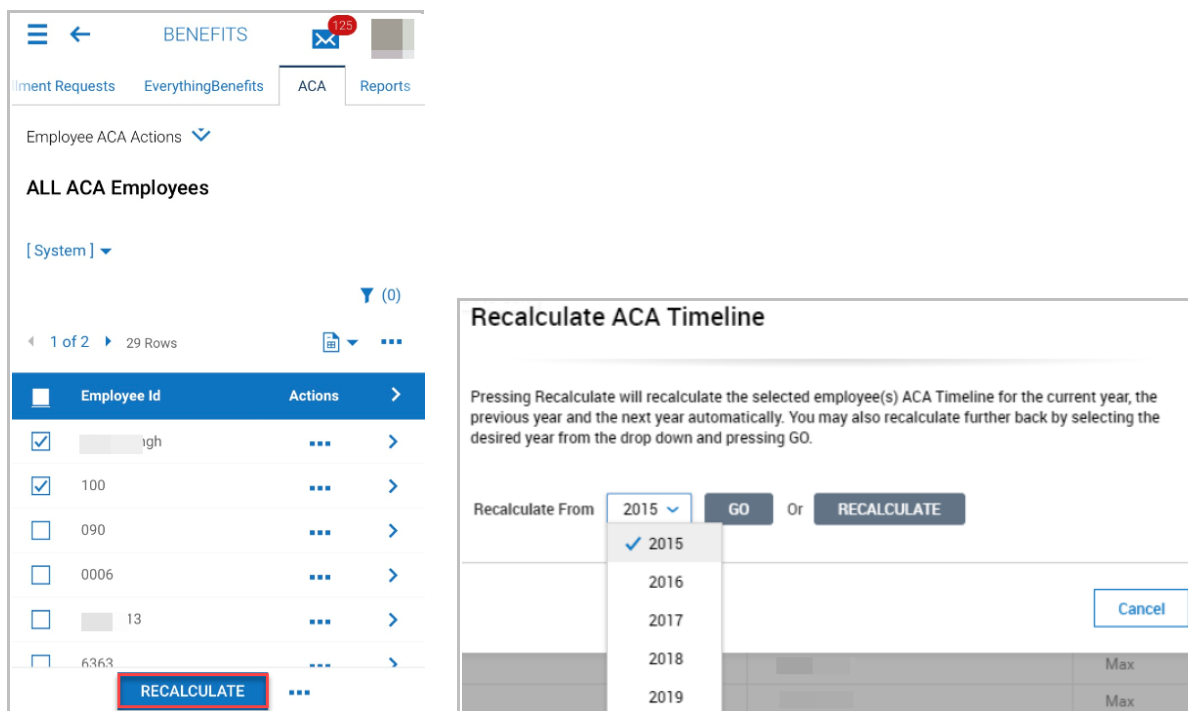 BENEFITS
125
Ilment Requests EverythingBenefits ACA Reports
Employee ACA Actions
ALL ACA Employees
[ System ]
(0)
1 of 2 29 Rows
Employee Id Actions
100
090
0006
13
6363
RECALCULATE
Recalculate ACA Timeline
Pressing Recalculate will recalculate the selected employee(s) ACA Timeline for the current year, the
previous year and the next year automatically. You may also recalculate further back by selecting the
desired year from the drop down and pressing GO.
Recalculate From 2015 GO Or RECALCULATE
2015
2016
2017
2018
2019
Cancel
Max
Max